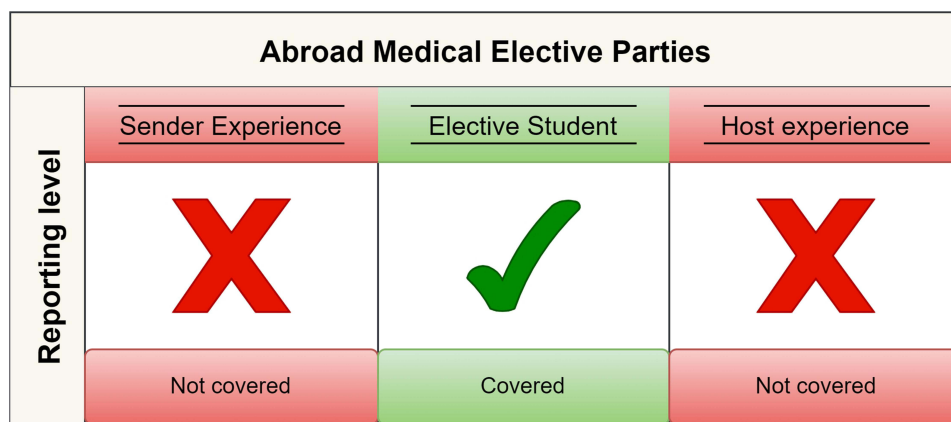 Abroad Medical Elective Parties
Reporting level
Sender Experience
Elective Student
Host experience
Not covered
Covered
Not covered